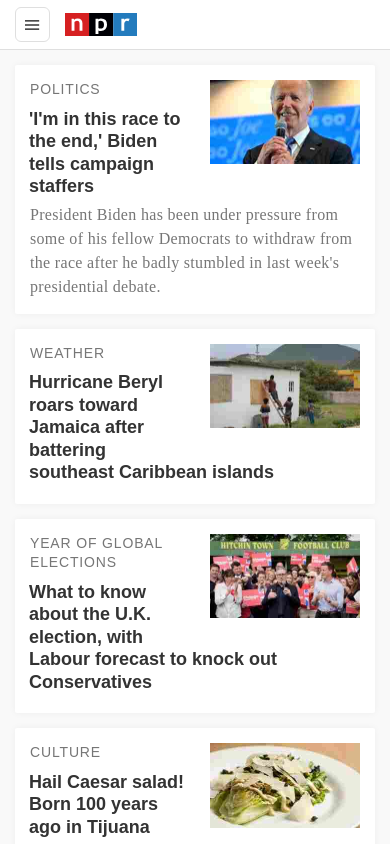 npr
POLITICS
'I'm in this race to
the end,' Biden
tells campaign
staffers
President Biden has been under pressure from
some of his fellow Democrats to withdraw from
the race after he badly stumbled in last week's
presidential debate.
WEATHER
Hurricane Beryl
roars toward
Jamaica after
battering
southeast Caribbean islands
YEAR OF GLOBAL
ELECTIONS
HITCHIN TOWN FOOTBALL CLUB
What to know
about the U.K.
election, with
Labour forecast to knock out
Conservatives
CULTURE
Hail Caesar salad!
Born 100 years
ago in Tijuana